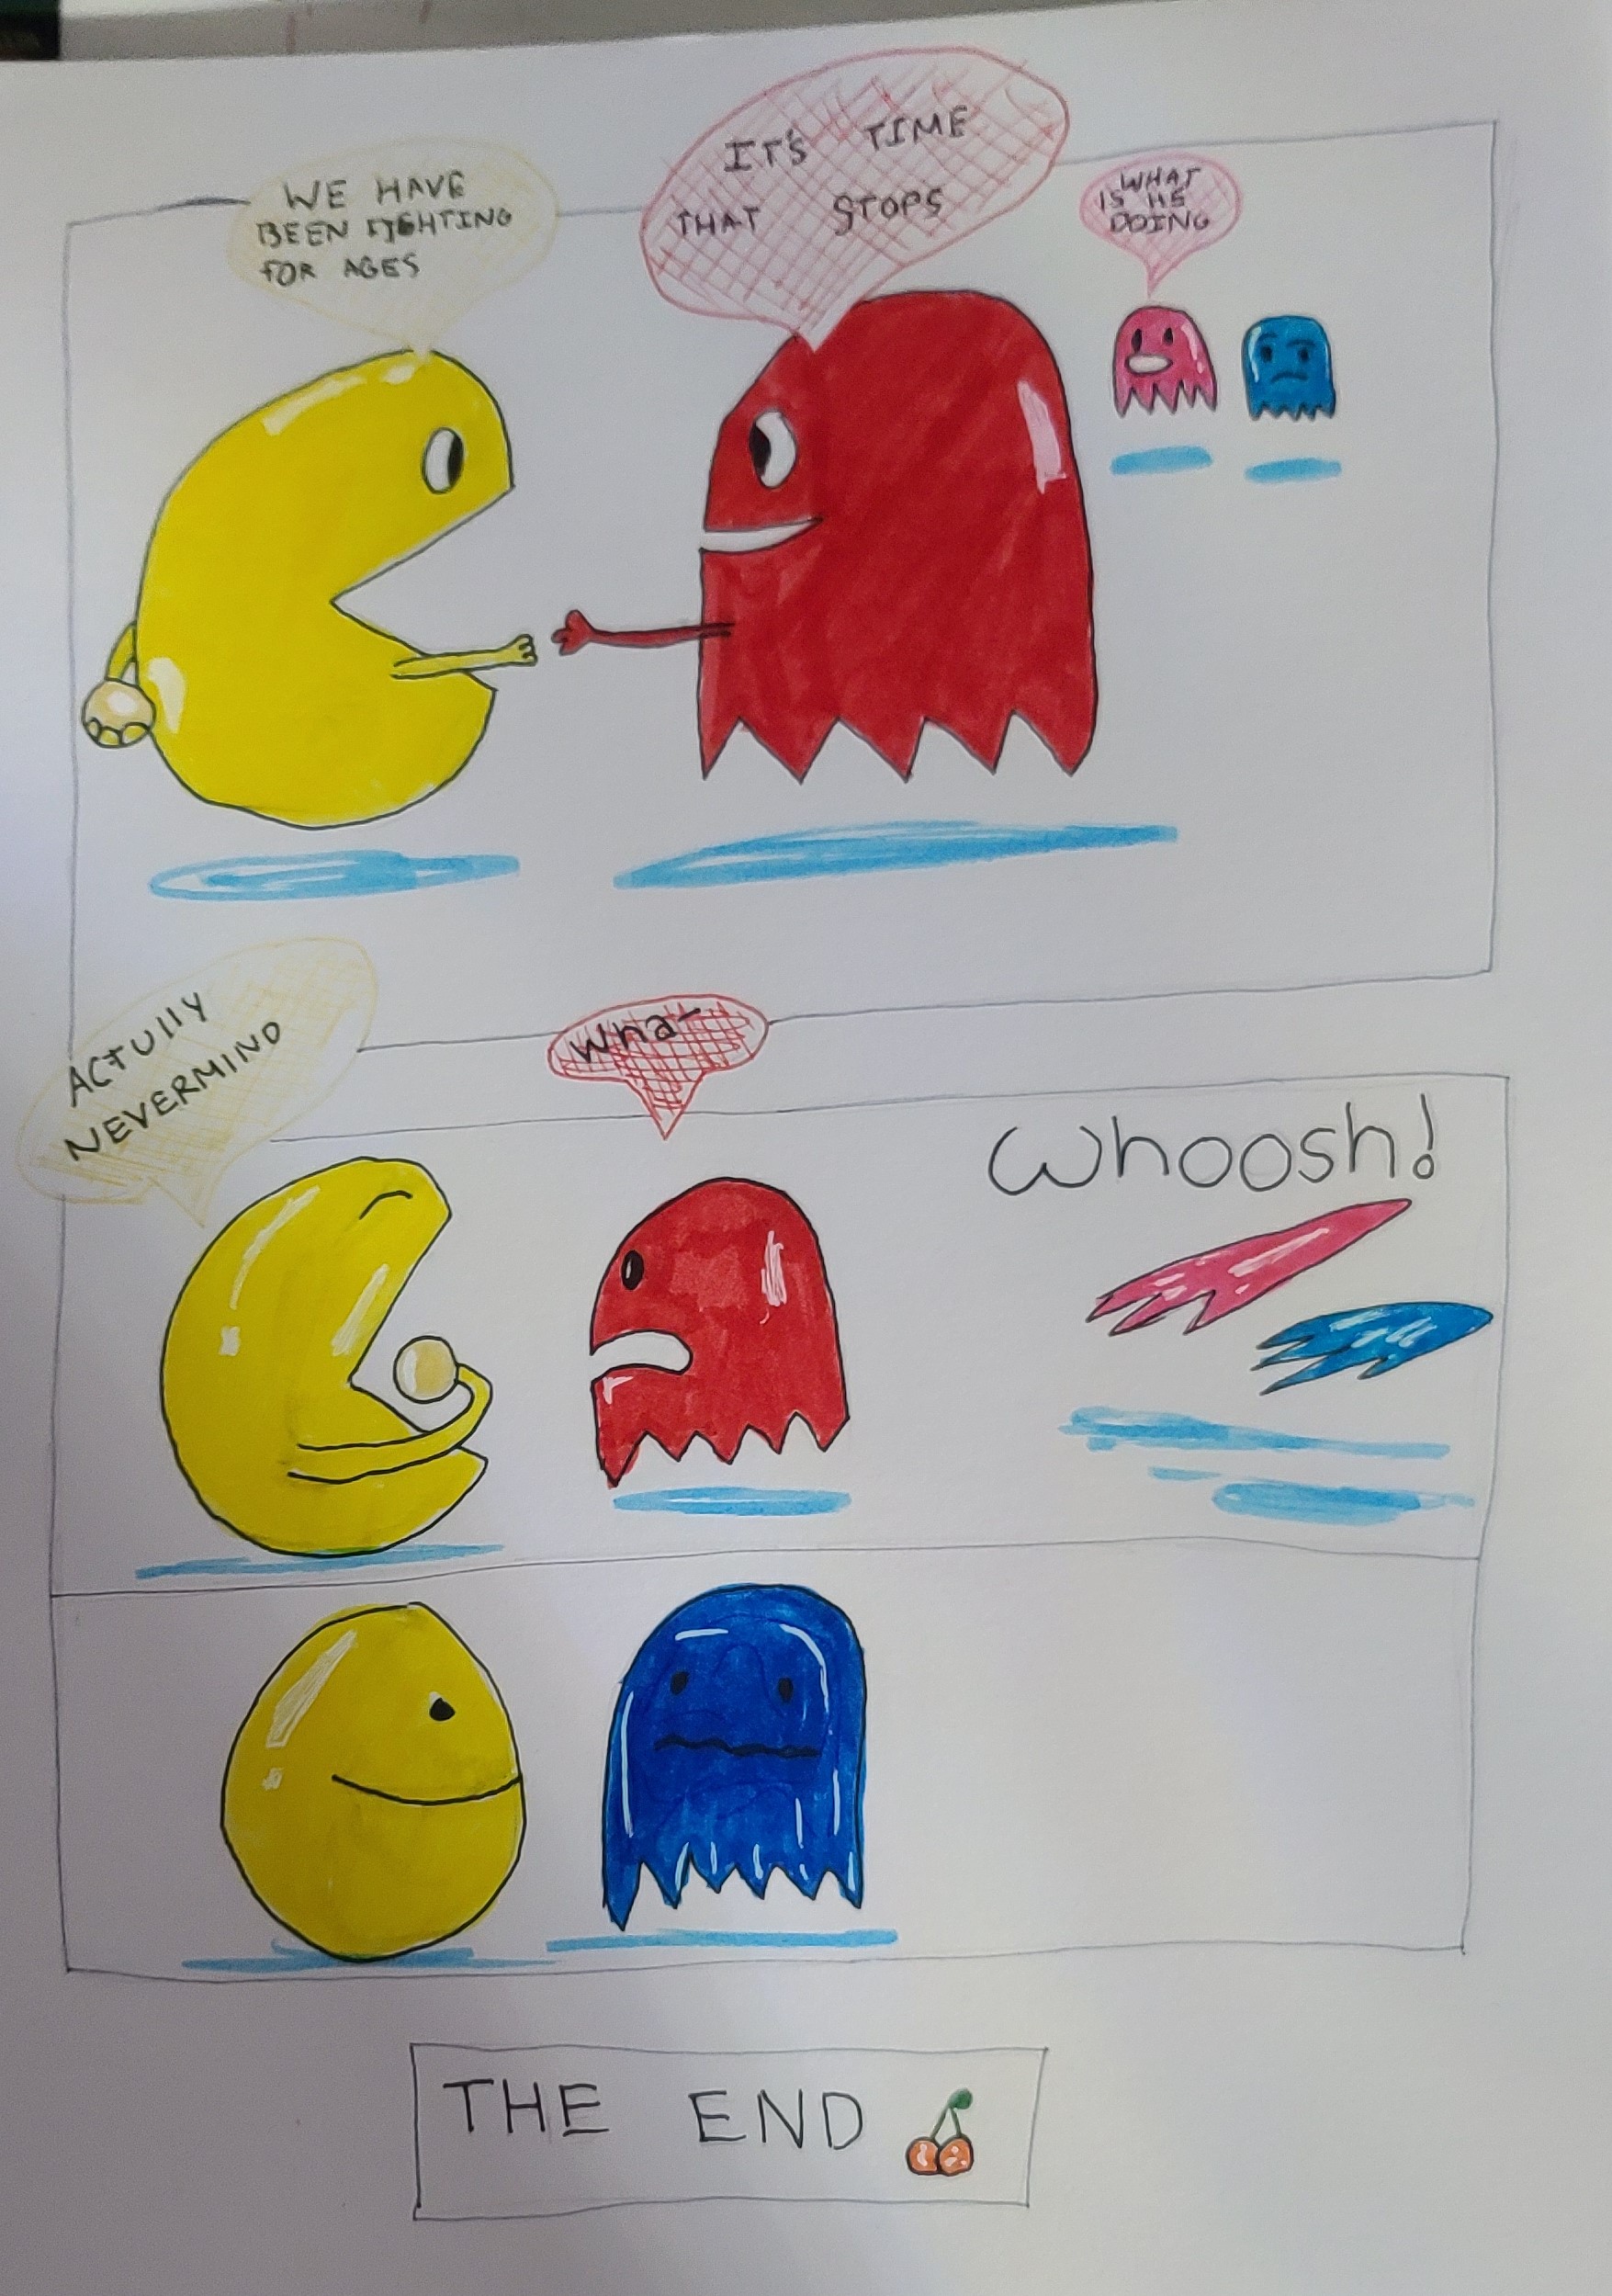 WE HAVE
BEEN FIGHTING
FOR AGES
IT'S TIME
THAT STOPS
WHAT
IS HE
DOING
ACTUllY
NEVERMIND
Wha-
Whoosh!
THE END